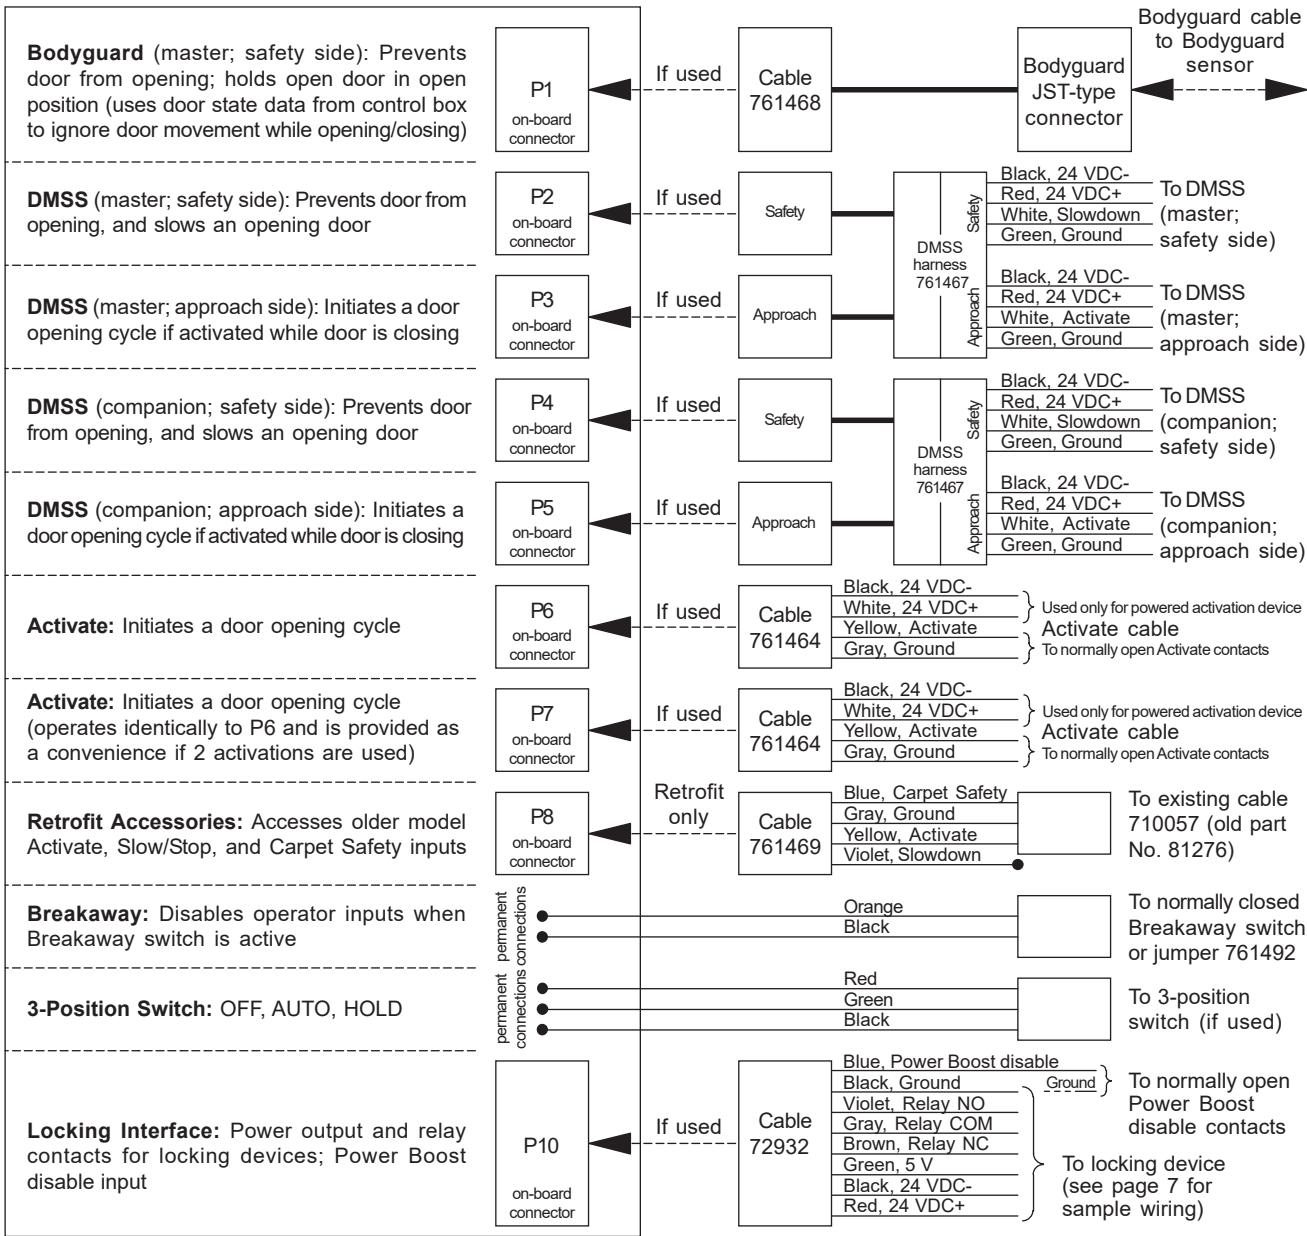 Bodyguard (master; safety side): Prevents
door from opening; holds open door in open
position (uses door state data from control box
to ignore door movement while opening/closing)
P1
on-board
connector
If used
Cable
761468
Bodyguard
JST-type
connector
Bodyguard cable
to Bodyguard
sensor
DMSS (master; safety side): Prevents door from
opening, and slows an opening door
P2
on-board
connector
If used
Safety
DMSS
harness
761467
Safety
Black, 24 VDC-
Red, 24 VDC+
White, Slowdown
Green, Ground
To DMSS
(master;
safety side)
DMSS (master; approach side): Initiates a door
opening cycle if activated while door is closing
P3
on-board
connector
If used
Approach
Approach
Black, 24 VDC-
Red, 24 VDC+
White, Activate
Green, Ground
To DMSS
(master;
approach side)
DMSS (companion; safety side): Prevents door
from opening, and slows an opening door
P4
on-board
connector
If used
Safety
DMSS
harness
761467
Safety
Black, 24 VDC-
Red, 24 VDC+
White, Slowdown
Green, Ground
To DMSS
(companion;
safety side)
DMSS (companion; approach side): Initiates a
door opening cycle if activated while door is closing
P5
on-board
connector
If used
Approach
Approach
Black, 24 VDC-
Red, 24 VDC+
White, Activate
Green, Ground
To DMSS
(companion;
approach side)
Activate: Initiates a door opening cycle
P6
on-board
connector
If used
Cable
761464
Black, 24 VDC-
White, 24 VDC+
Yellow, Activate
Gray, Ground
Used only for powered activation device
Activate cable
To normally open Activate contacts
Activate: Initiates a door opening cycle
(operates identically to P6 and is provided as
a convenience if 2 activations are used)
P7
on-board
connector
If used
Cable
761464
Black, 24 VDC-
White, 24 VDC+
Yellow, Activate
Gray, Ground
Used only for powered activation device
Activate cable
To normally open Activate contacts
Retrofit Accessories: Accesses older model
Activate, Slow/Stop, and Carpet Safety inputs
P8
on-board
connector
Retrofit
only
Cable
761469
Blue, Carpet Safety
Gray, Ground
Yellow, Activate
Violet, Slowdown
To existing cable
710057 (old part
No. 81276)
Breakaway: Disables operator inputs when
Breakaway switch is active
permanent
connections
Orange
Black
To normally closed
Breakaway switch
or jumper 761492
3-Position Switch: OFF, AUTO, HOLD
permanent
connections
Red
Green
Black
To 3-position
switch (if used)
Locking Interface: Power output and relay
contacts for locking devices; Power Boost
disable input
P10
on-board
connector
If used
Cable
72932
Blue, Power Boost disable
Black, Ground
Violet, Relay NO
Gray, Relay COM
Brown, Relay NC
Green, 5 V
Black, 24 VDC-
Red, 24 VDC+
Ground
To normally open
Power Boost
disable contacts
To locking device
(see page 7 for
sample wiring)